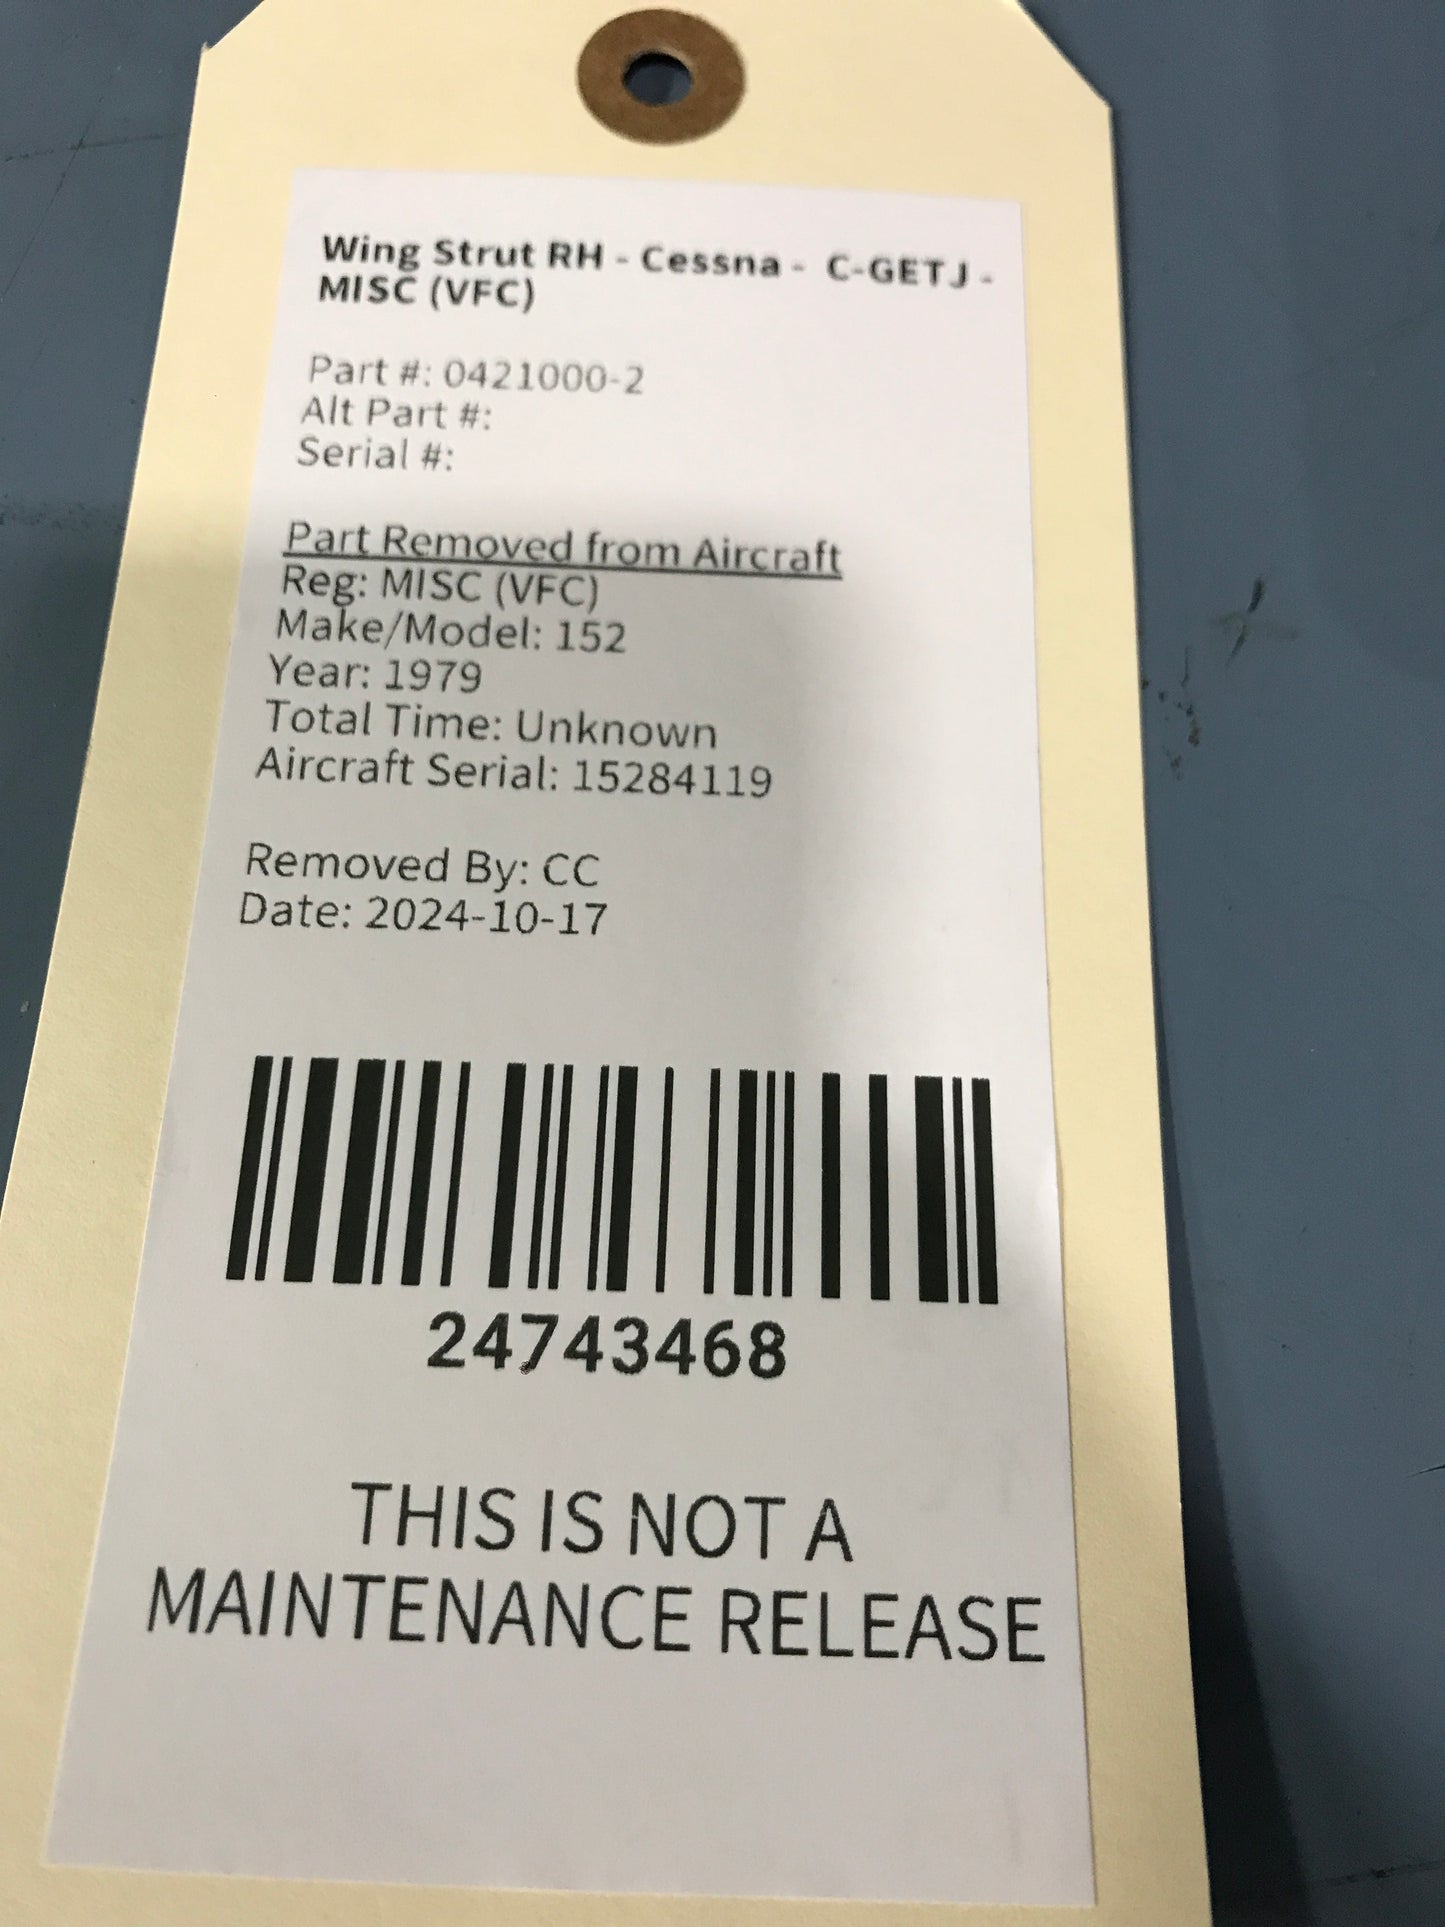 Wing Strut RH - Cessna - C-GETJ -
MISC (VFC)
Part #: 0421000-2
Alt Part #:
Serial #:
Part Removed from Aircraft
Reg: MISC (VFC)
Make/Model: 152
Year: 1979
Total Time: Unknown
Aircraft Serial: 15284119
Removed By: CC
Date: 2024-10-17
24743468
THIS IS NOT A
MAINTENANCE RELEASE